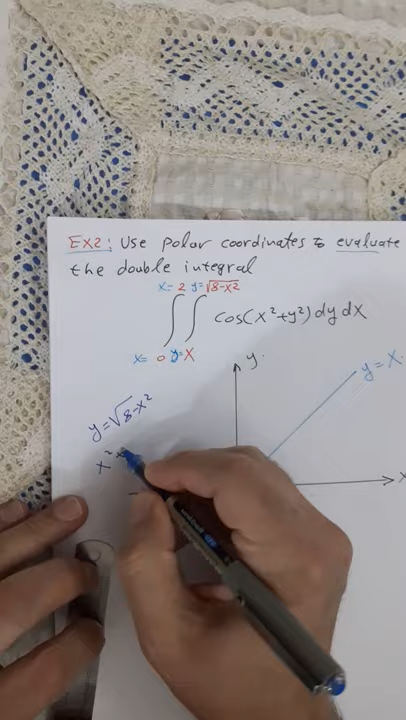 EX2: Use polar coordinates to evaluate
the double integral
x= 2 y= √8-x²
∫∫ cos(x²+y²) dy dx
x= 0 y= x
y.
y = x.
y=√8-x²
x
x²